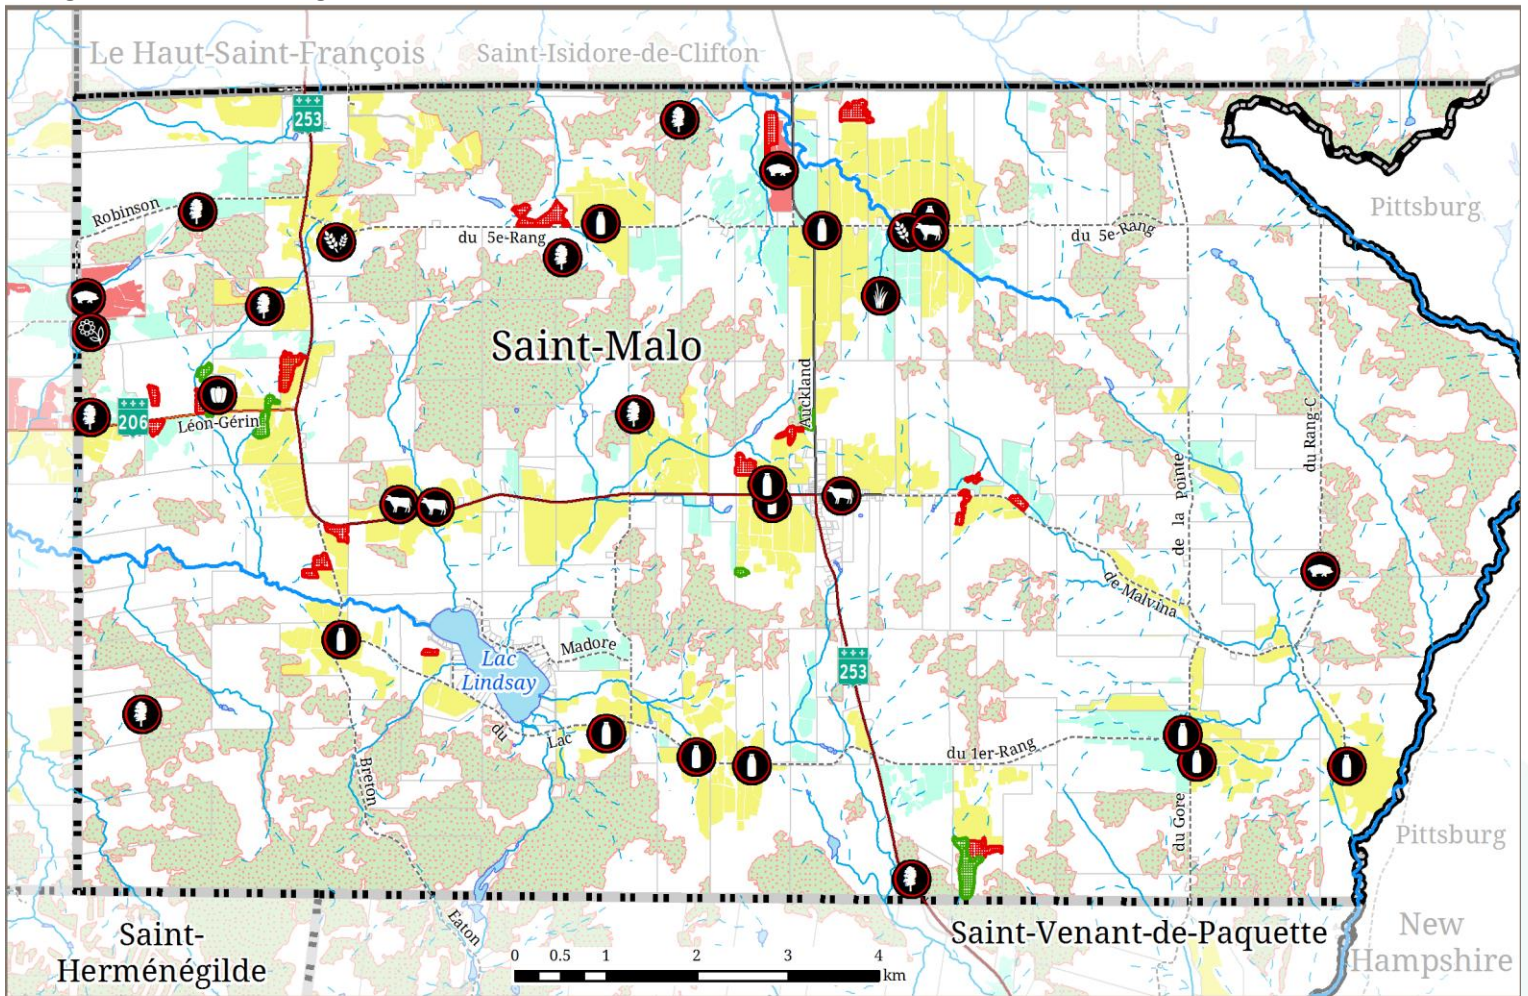 Le Haut-Saint-François
Saint-Isidore-de-Clifton
253
Robinson
du 5e-Rang
du 5e-Rang
Pittsburg
Saint-Malo
Auckland
206
Léon-Gérin
du Rang-C
de la Pointe
de-Malvina
Madore
Lac
Lindsay
253
du Lac
du 1er-Rang
Breton
du Gore
Pittsburg
Eaton
Saint-
Herménégilde
Saint-Venant-de-Paquette
New
Hampshire
0 0.5 1 2 3 4
km